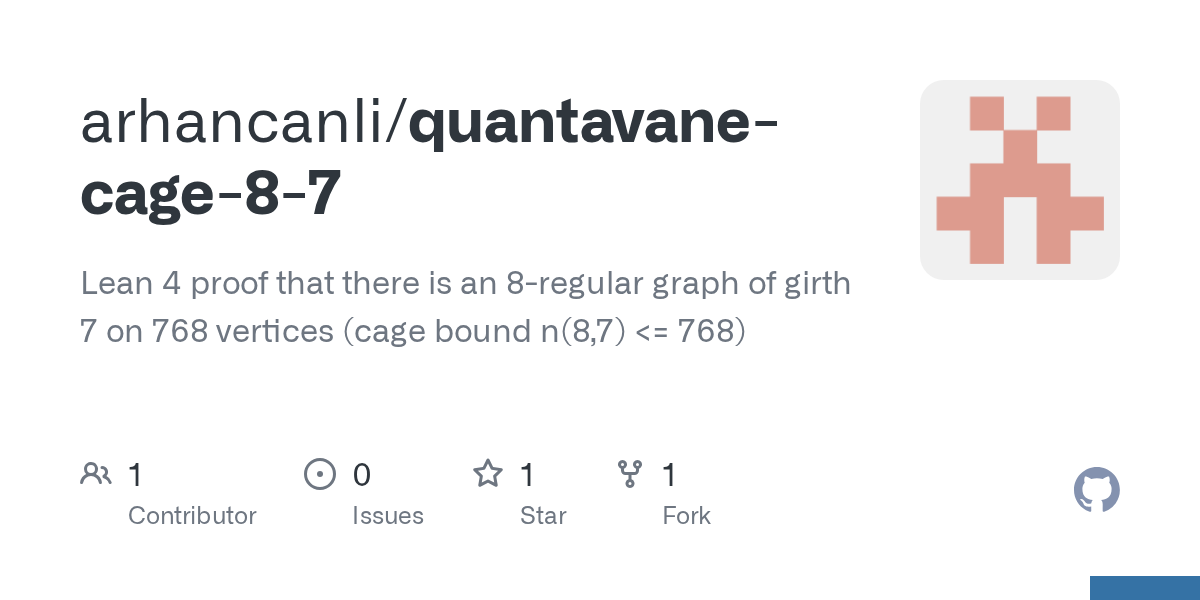 arhancanli/quantavane-
cage-8-7
Lean 4 proof that there is an 8-regular graph of girth
7 on 768 vertices (cage bound n(8,7) <= 768)
1 0 1 1
Contributor Issues Star Fork